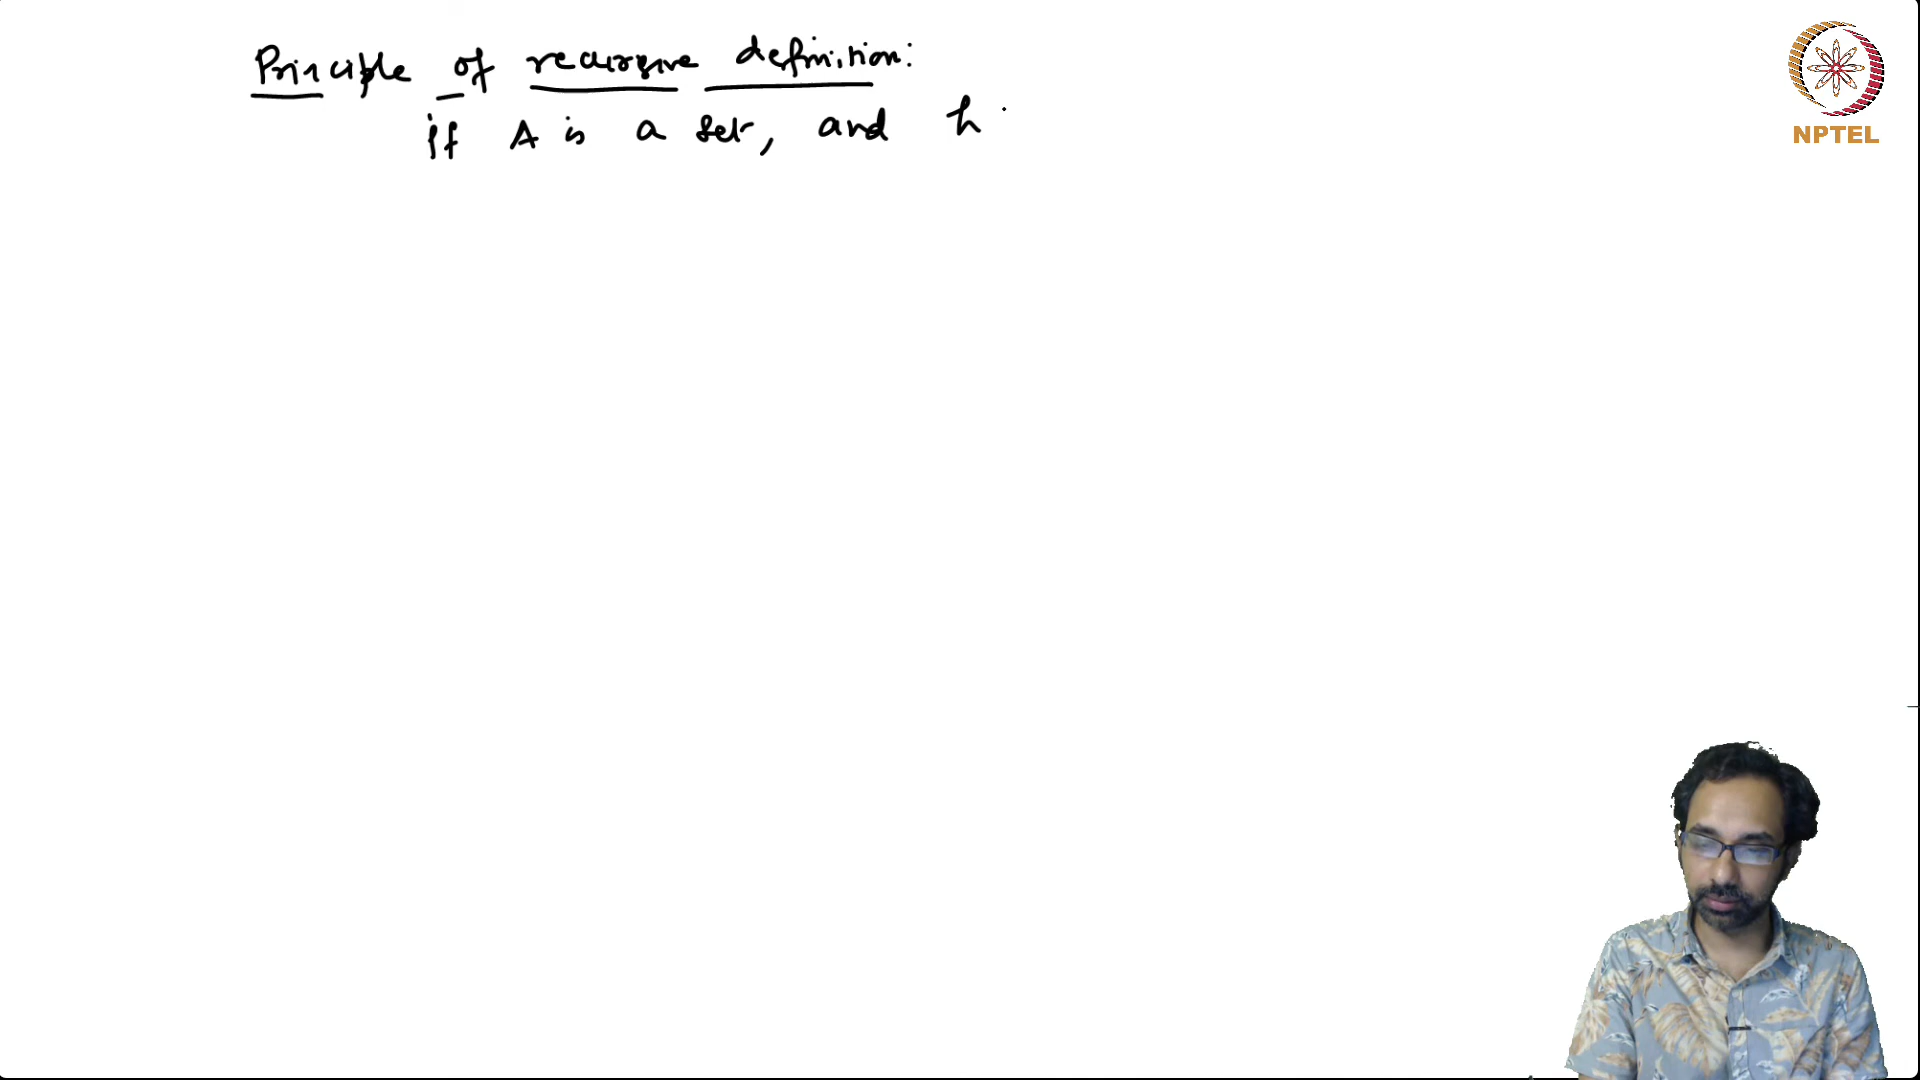 Principle of recursive definition:
if A is a set, and h
NPTEL